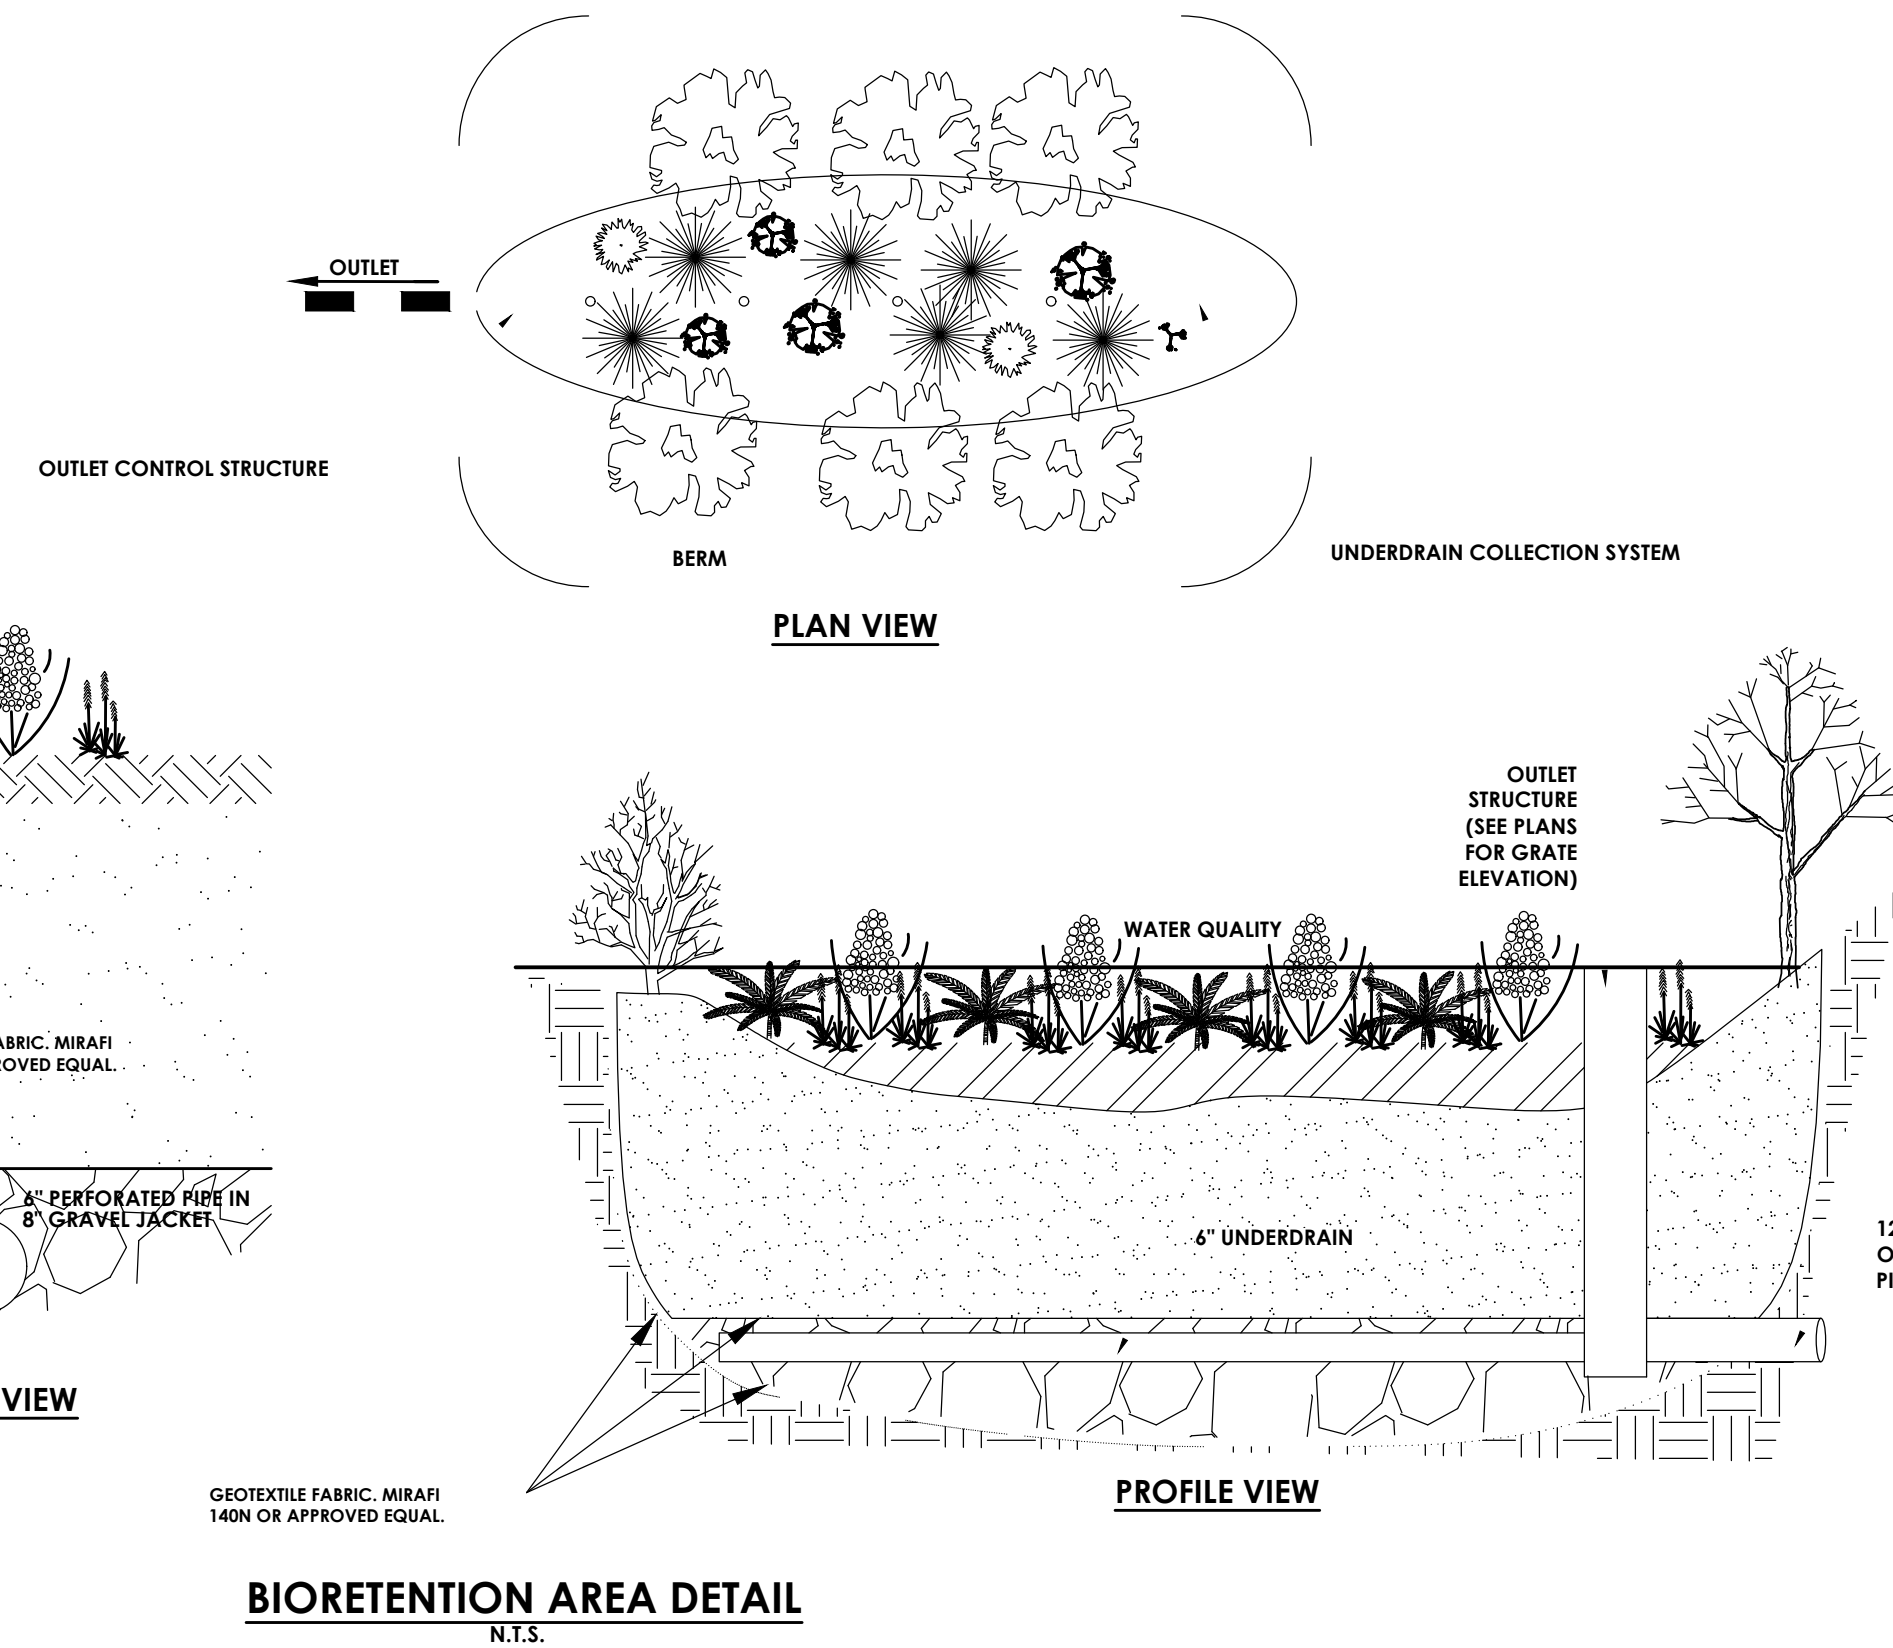 OUTLET
OUTLET CONTROL STRUCTURE
BERM
UNDERDRAIN COLLECTION SYSTEM
PLAN VIEW
OUTLET
STRUCTURE
(SEE PLANS
FOR GRATE
ELEVATION)
WATER QUALITY
ABRIC. MIRAFI
ROVED EQUAL.
6" PERFORATED PIPE IN
8" GRAVEL JACKET
6" UNDERDRAIN
12
O
PI
VIEW
GEOTEXTILE FABRIC. MIRAFI
140N OR APPROVED EQUAL.
PROFILE VIEW
BIORETENTION AREA DETAIL
N.T.S.